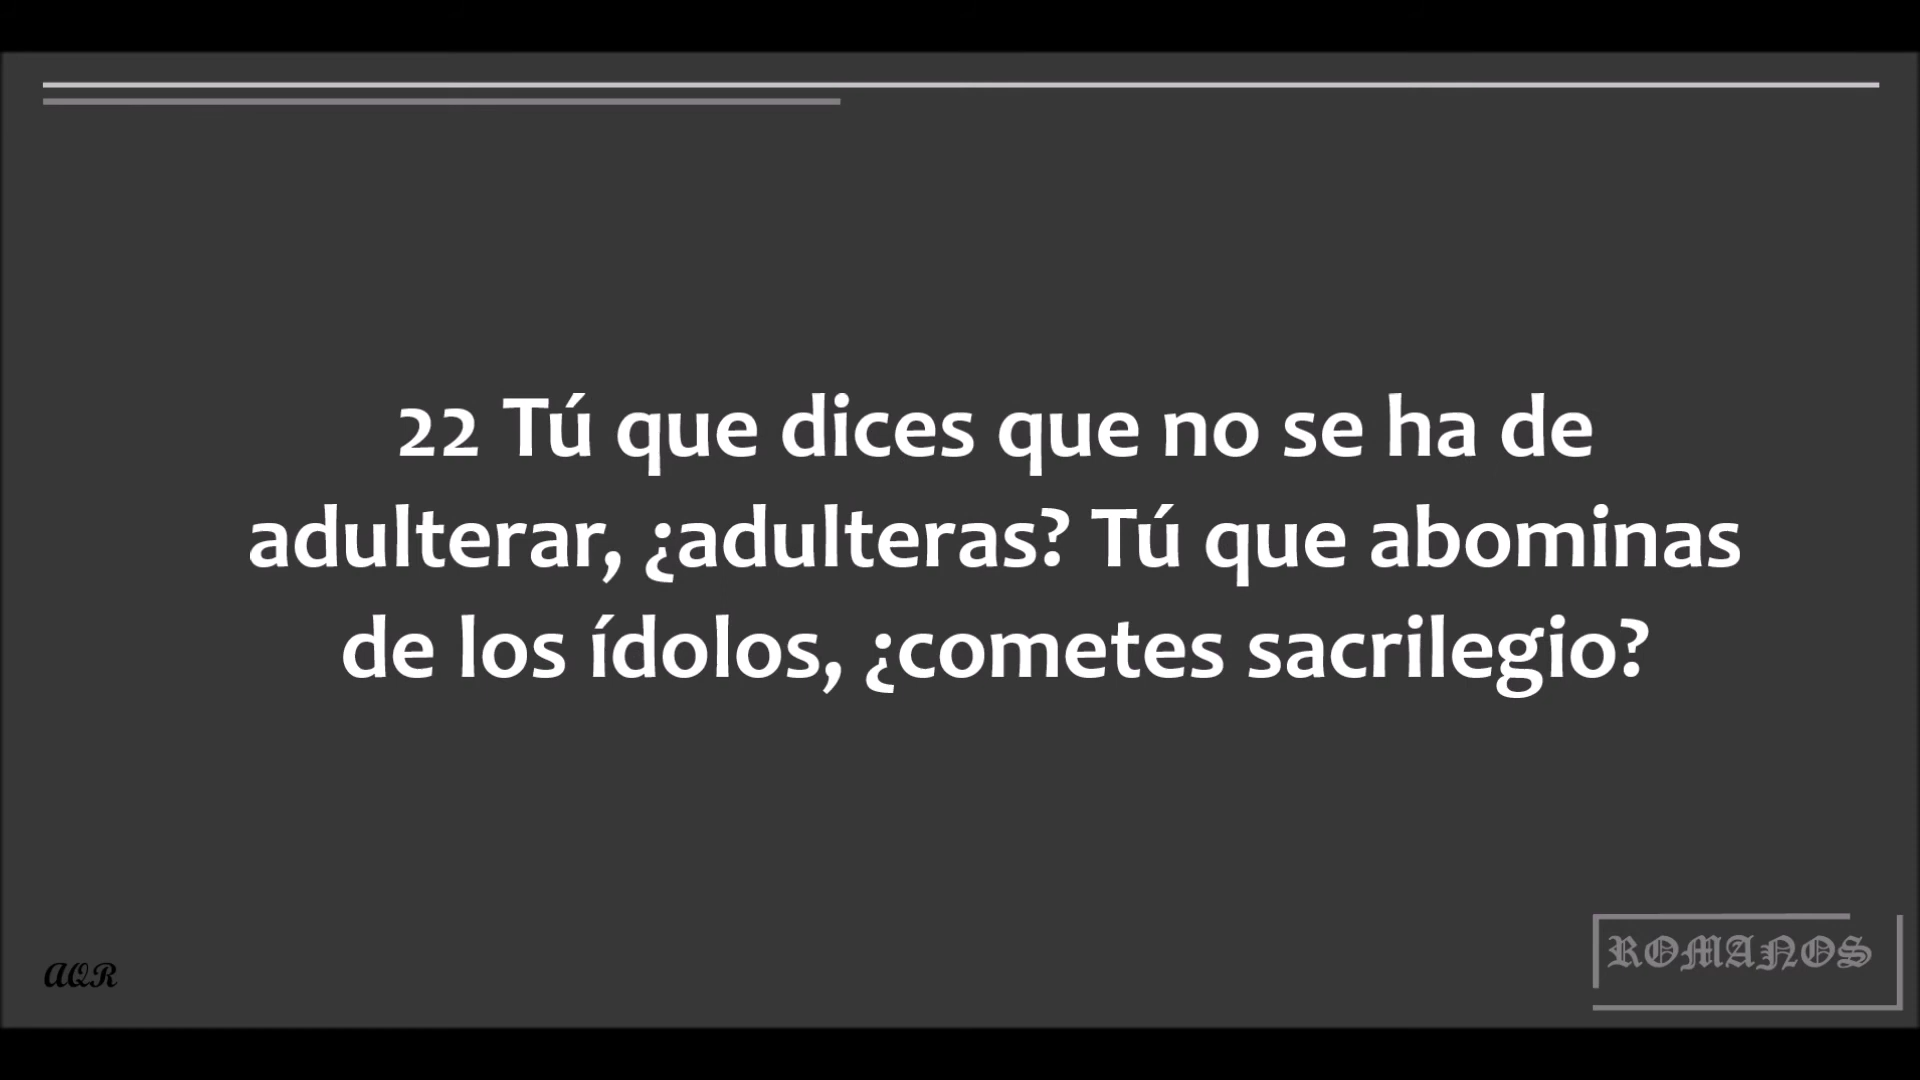 22 Tú que dices que no se ha de
adulterar, ¿adulteras? Tú que abominas
de los ídolos, ¿cometes sacrilegio?
AQR
ROMANOS